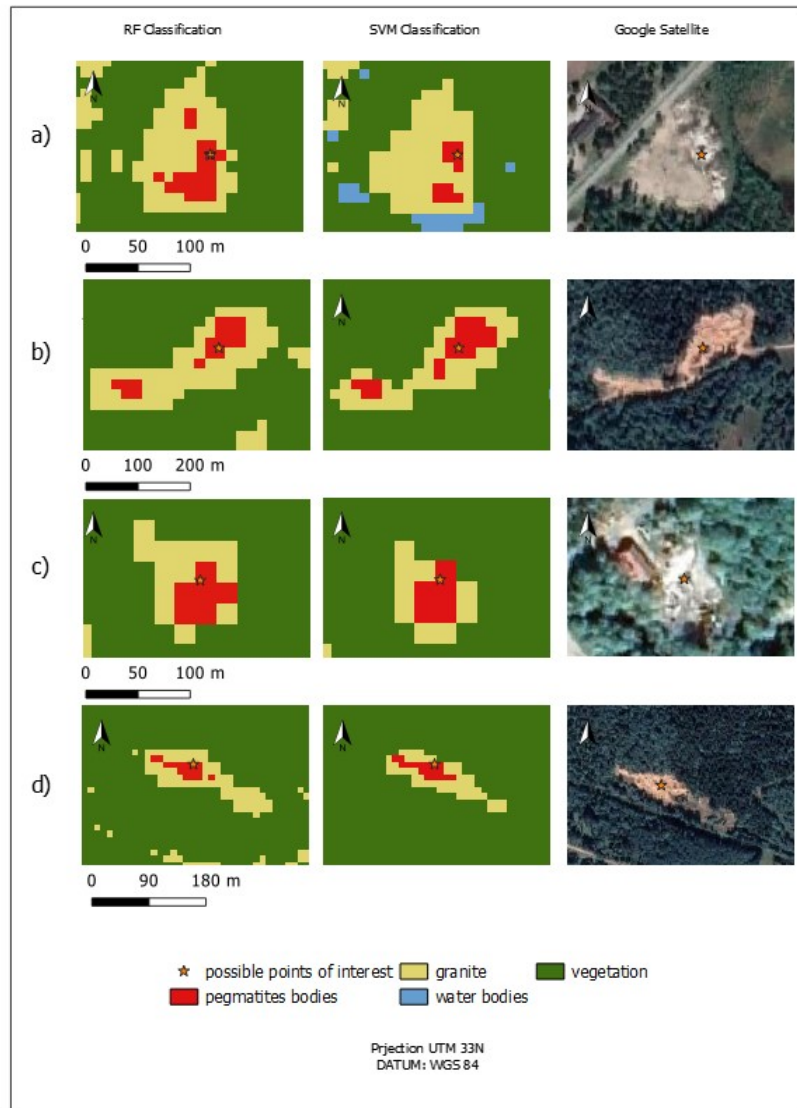 RF Classification SVM Classification Google Satellite
a)
N
N
N
0 50 100 m
b)
N
N
N
0 100 200 m
c)
N
N
N
0 50 100 m
d)
N
N
N
0 90 180 m
possible points of interest granite vegetation
pegmatites bodies water bodies
Prjection UTM 33N
DATUM: WGS 84